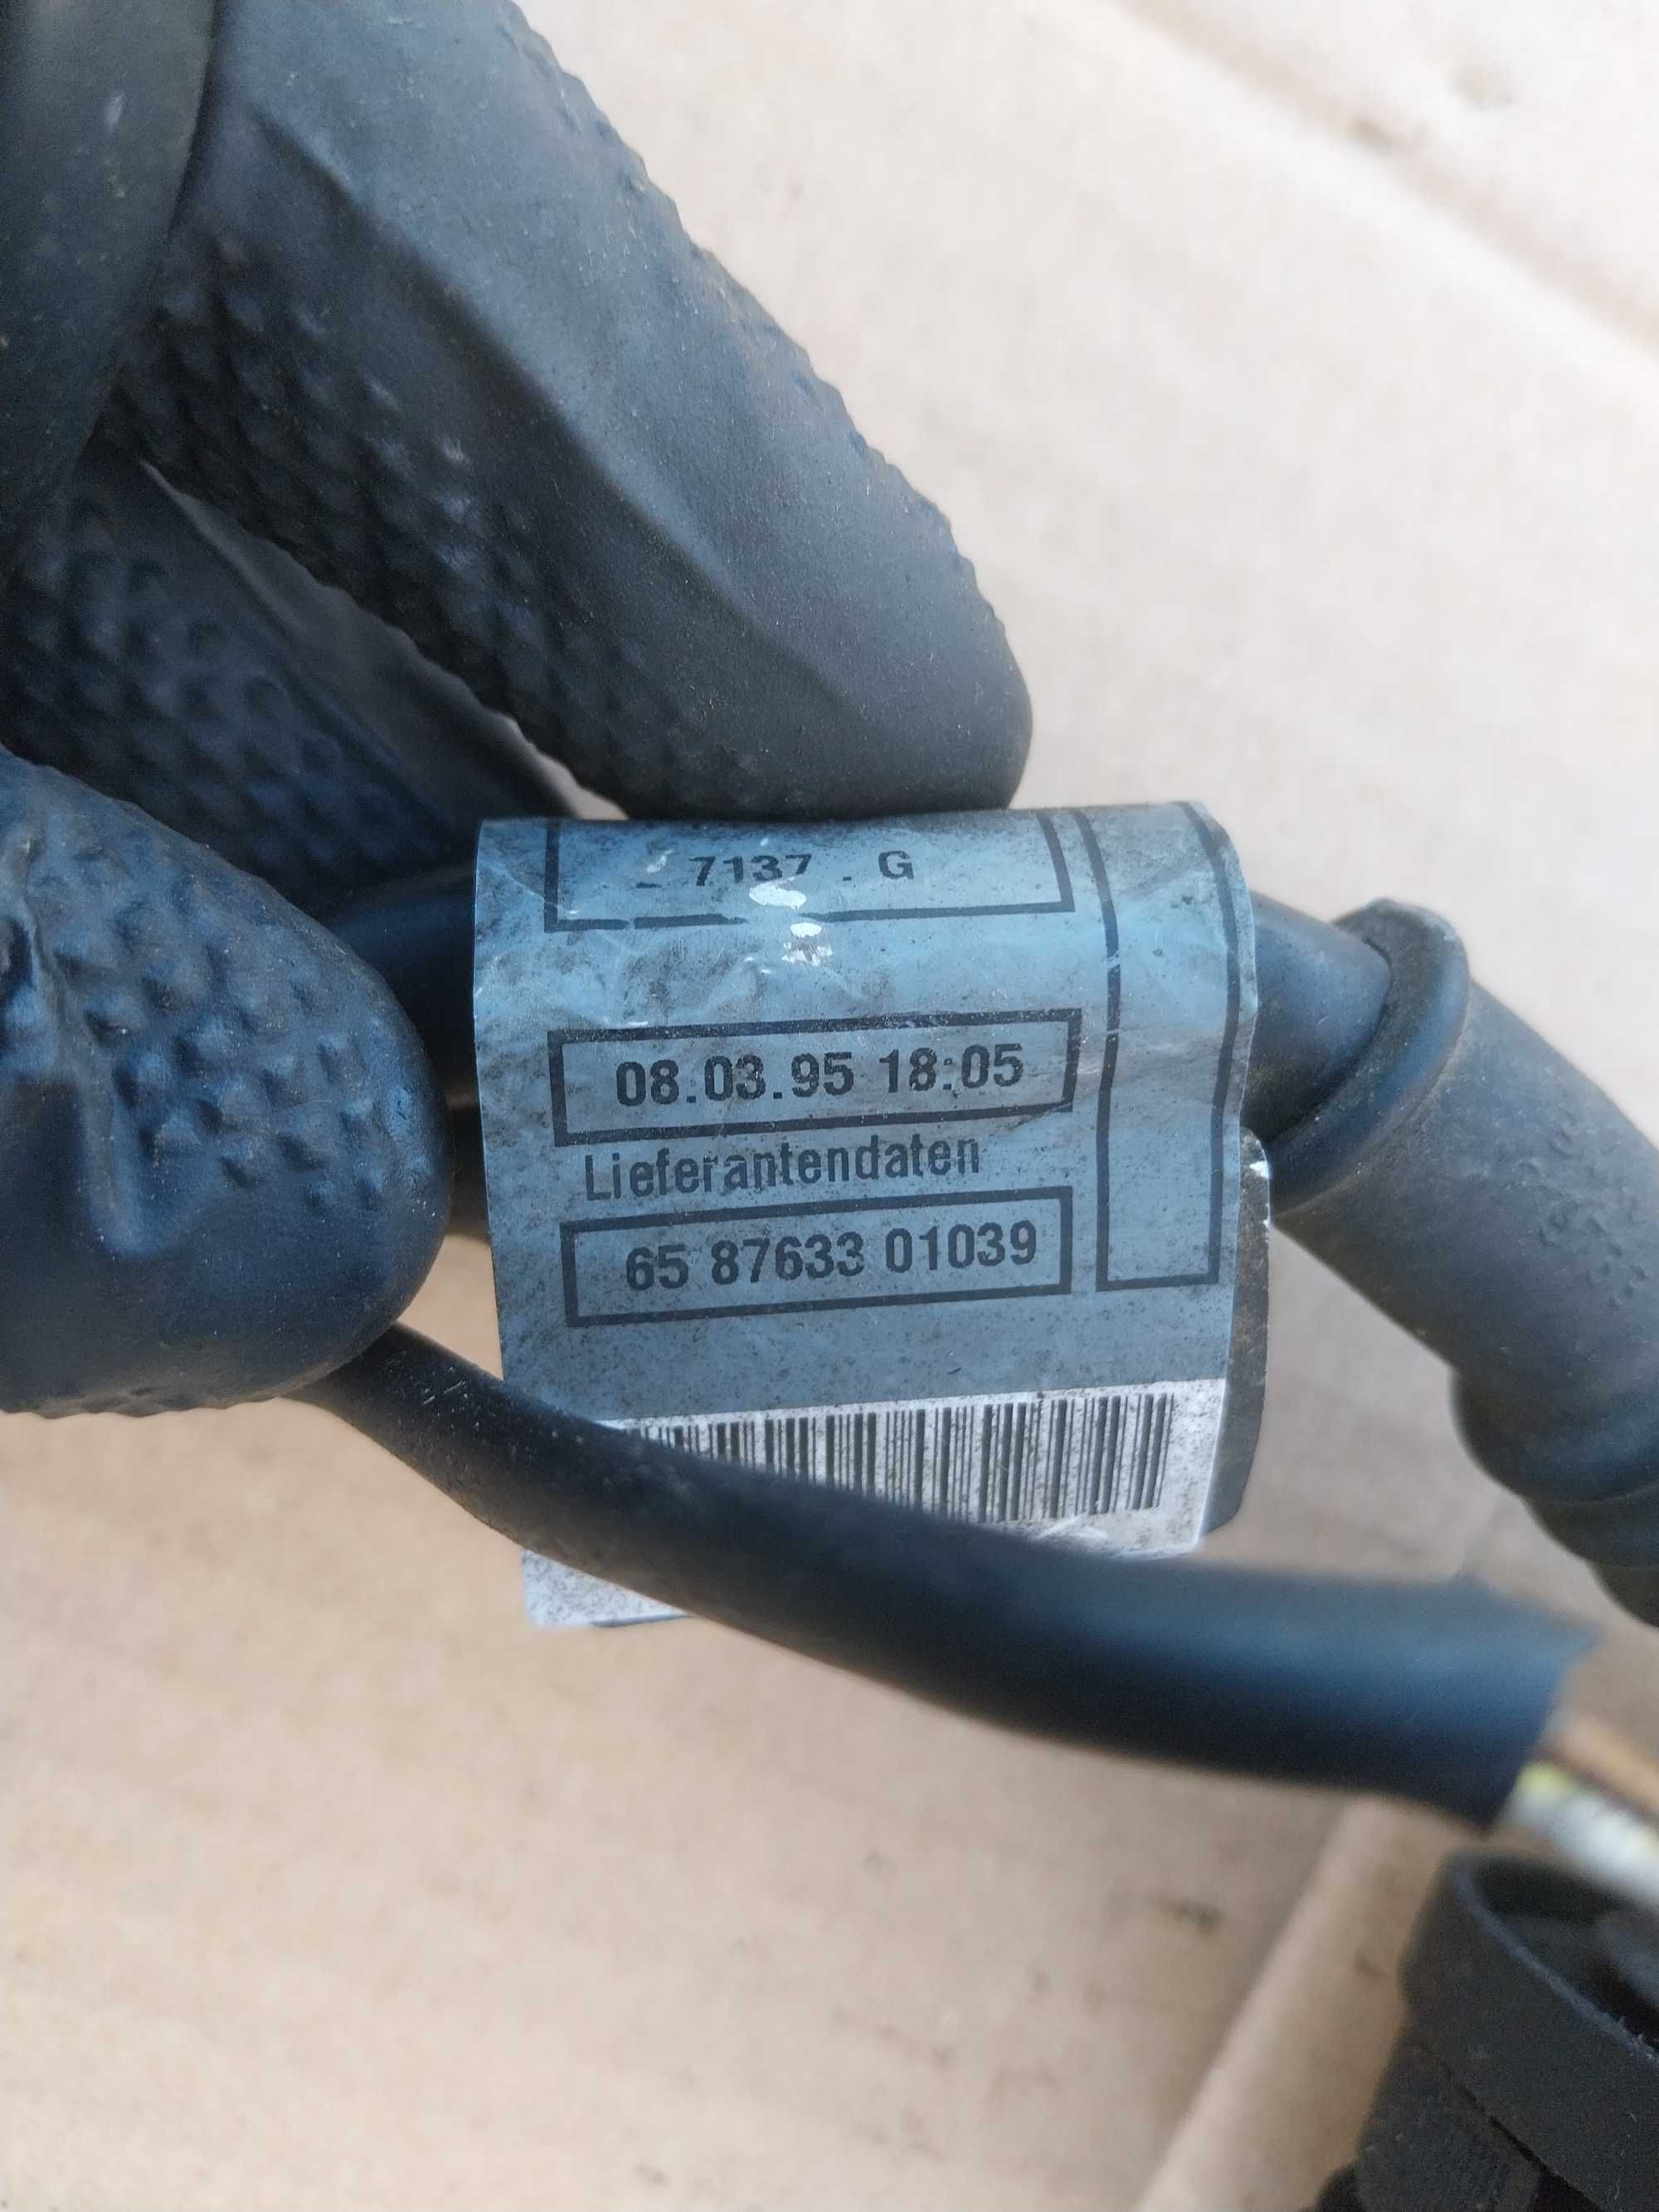 7137 . G
08.03.95 18:05
Lieferantendaten
65 87633 01039